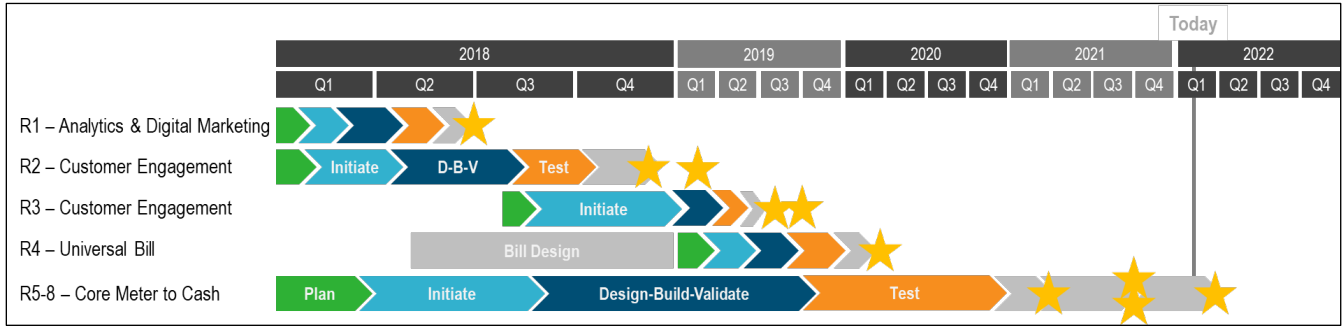 Today
2018 2019 2020 2021 2022
Q1 Q2 Q3 Q4 Q1 Q2 Q3 Q4 Q1 Q2 Q3 Q4 Q1 Q2 Q3 Q4 Q1 Q2 Q3 Q4
R1 – Analytics & Digital Marketing
R2 – Customer Engagement Initiate D-B-V Test
R3 – Customer Engagement Initiate
R4 – Universal Bill Bill Design
R5-8 – Core Meter to Cash Plan Initiate Design-Build-Validate Test